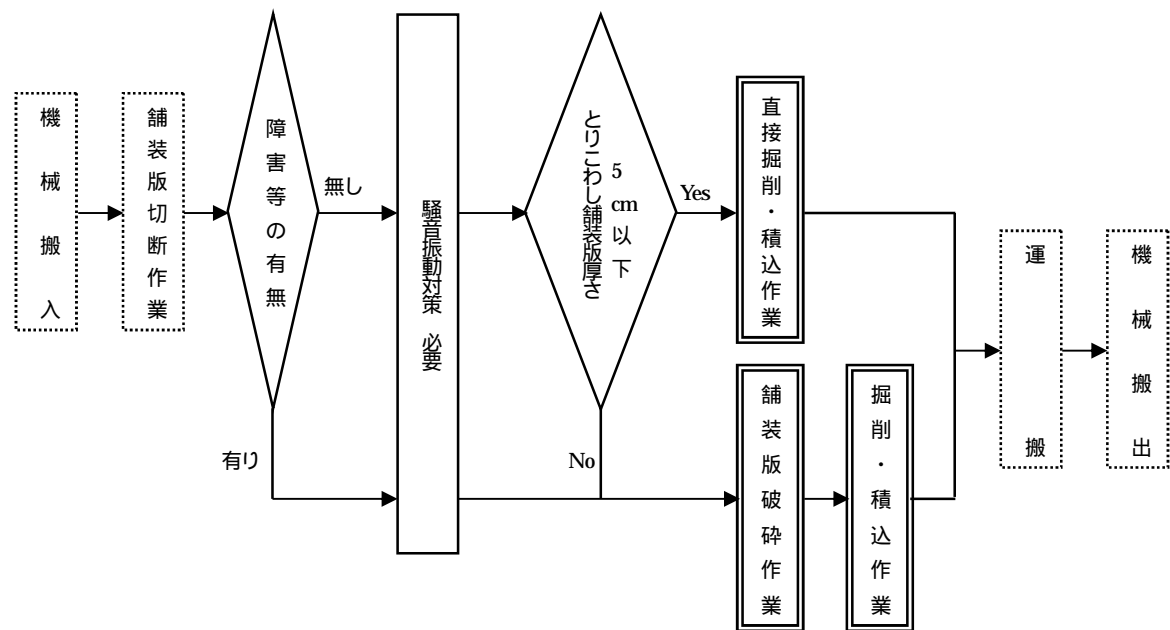 機械搬入
舗装版切断作業
障害等の有無
無し
有り
騒音振動対策 必要
とりこわし舗装版厚さ
5cm以下
Yes
No
直接掘削・積込作業
舗装版破砕作業
掘削・積込作業
運搬
機械搬出